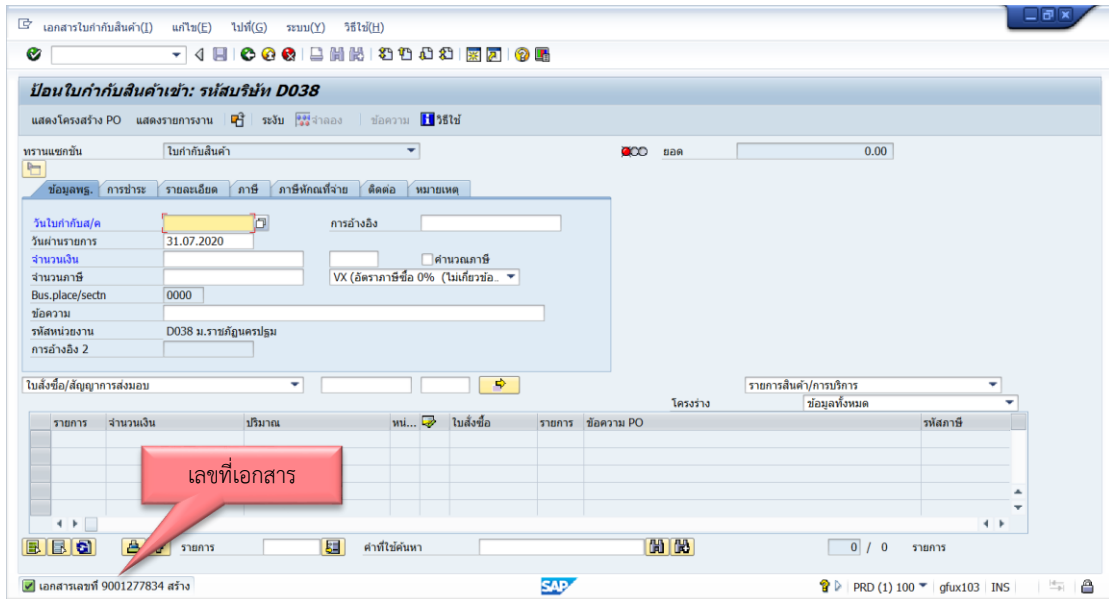 เอกสารใบกำกับสินค้า(I) แก้ไข(E) ไปที่(G) ระบบ(Y) วิธีใช้(H)
ป้อนใบกำกับสินค้าเข้า: รหัสบริษัท D038
แสดงโครงสร้าง PO แสดงรายการงาน ระงับ จำลอง ข้อความ วิธีใช้
ทรานแซกชัน ใบกำกับสินค้า ยอด 0.00
ข้อมูลพฐ. การชำระ รายละเอียด ภาษี ภาษีหักณที่จ่าย ติดต่อ หมายเหตุ
วันใบกำกับส/ค การอ้างอิง
วันผ่านรายการ 31.07.2020
จำนวนเงิน คำนวณภาษี
จำนวนภาษี VX (อัตราภาษีซื้อ 0% (ไม่เกี่ยวข้อ..
Bus.place/sectn 0000
ข้อความ
รหัสหน่วยงาน D038 ม.ราชภัฏนครปฐม
การอ้างอิง 2
ใบสั่งซื้อ/สัญญาการส่งมอบ รายการสินค้า/การบริการ
โครงร่าง ข้อมูลทั้งหมด
รายการ จำนวนเงิน ปริมาณ หน่... ใบสั่งซื้อ รายการ ข้อความ PO รหัสภาษี
เลขที่เอกสาร
รายการ คำที่ใช้ค้นหา 0 / 0 รายการ
เอกสารเลขที่ 9001277834 สร้าง SAP PRD (1) 100 gfux103 INS